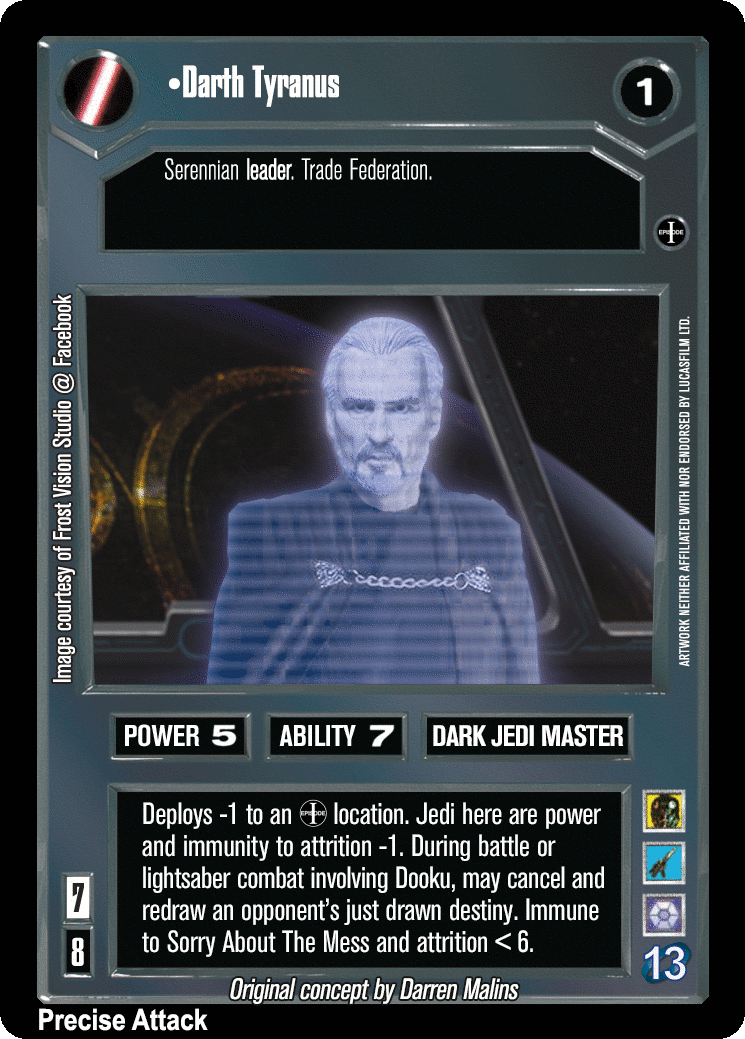 •Darth Tyranus
1
Serennian leader. Trade Federation.
EPISODE I
Image courtesy of Frost Vision Studio @ Facebook
ARTWORK NEITHER AFFILIATED WITH NOR ENDORSED BY LUCASFILM LTD.
POWER 5
ABILITY 7
DARK JEDI MASTER
Deploys -1 to an EPISODE I location. Jedi here are power
and immunity to attrition -1. During battle or
lightsaber combat involving Dooku, may cancel and
redraw an opponent's just drawn destiny. Immune
to Sorry About The Mess and attrition < 6.
7
8
13
Original concept by Darren Malins
Precise Attack